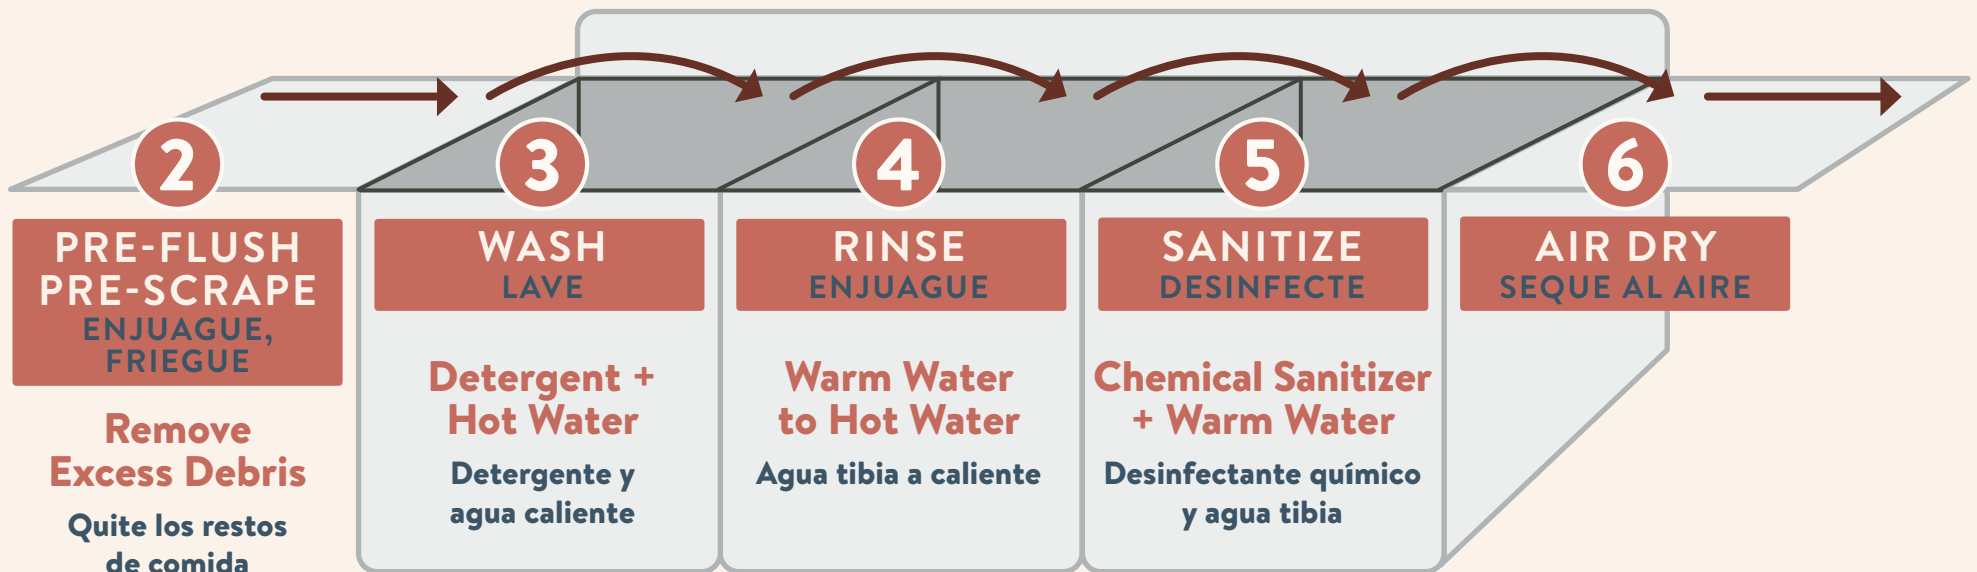 2
PRE-FLUSH
PRE-SCRAPE
ENJUAGUE,
FRIEGUE
Remove
Excess Debris
Quite los restos
de comida
3
WASH
LAVE
Detergent +
Hot Water
Detergente y
agua caliente
4
RINSE
ENJUAGUE
Warm Water
to Hot Water
Agua tibia a caliente
5
SANITIZE
DESINFECTE
Chemical Sanitizer
+ Warm Water
Desinfectante químico
y agua tibia
6
AIR DRY
SEQUE AL AIRE